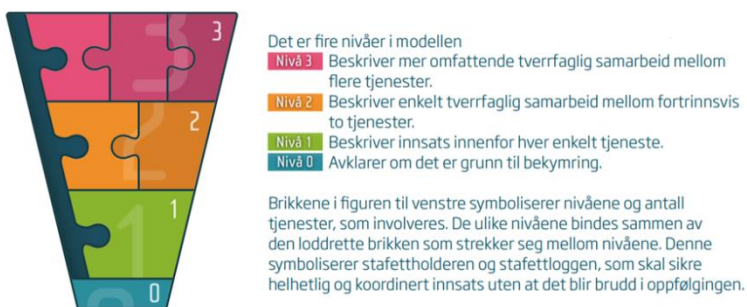 3
2
1
0
Det er fire nivåer i modellen
Nivå 3 Beskriver mer omfattende tverrfaglig samarbeid mellom
flere tjenester.
Nivå 2 Beskriver enkelt tverrfaglig samarbeid mellom fortrinnsvis
to tjenester.
Nivå 1 Beskriver innsats innenfor hver enkelt tjeneste.
Nivå 0 Avklarer om det er grunn til bekymring.
Brikkene i figuren til venstre symboliserer nivåene og antall
tjenester, som involveres. De ulike nivåene bindes sammen av
den loddrette brikken som strekker seg mellom nivåene. Denne
symboliserer stafettholderen og stafettloggen, som skal sikre
helhetlig og koordinert innsats uten at det blir brudd i oppfølgingen.